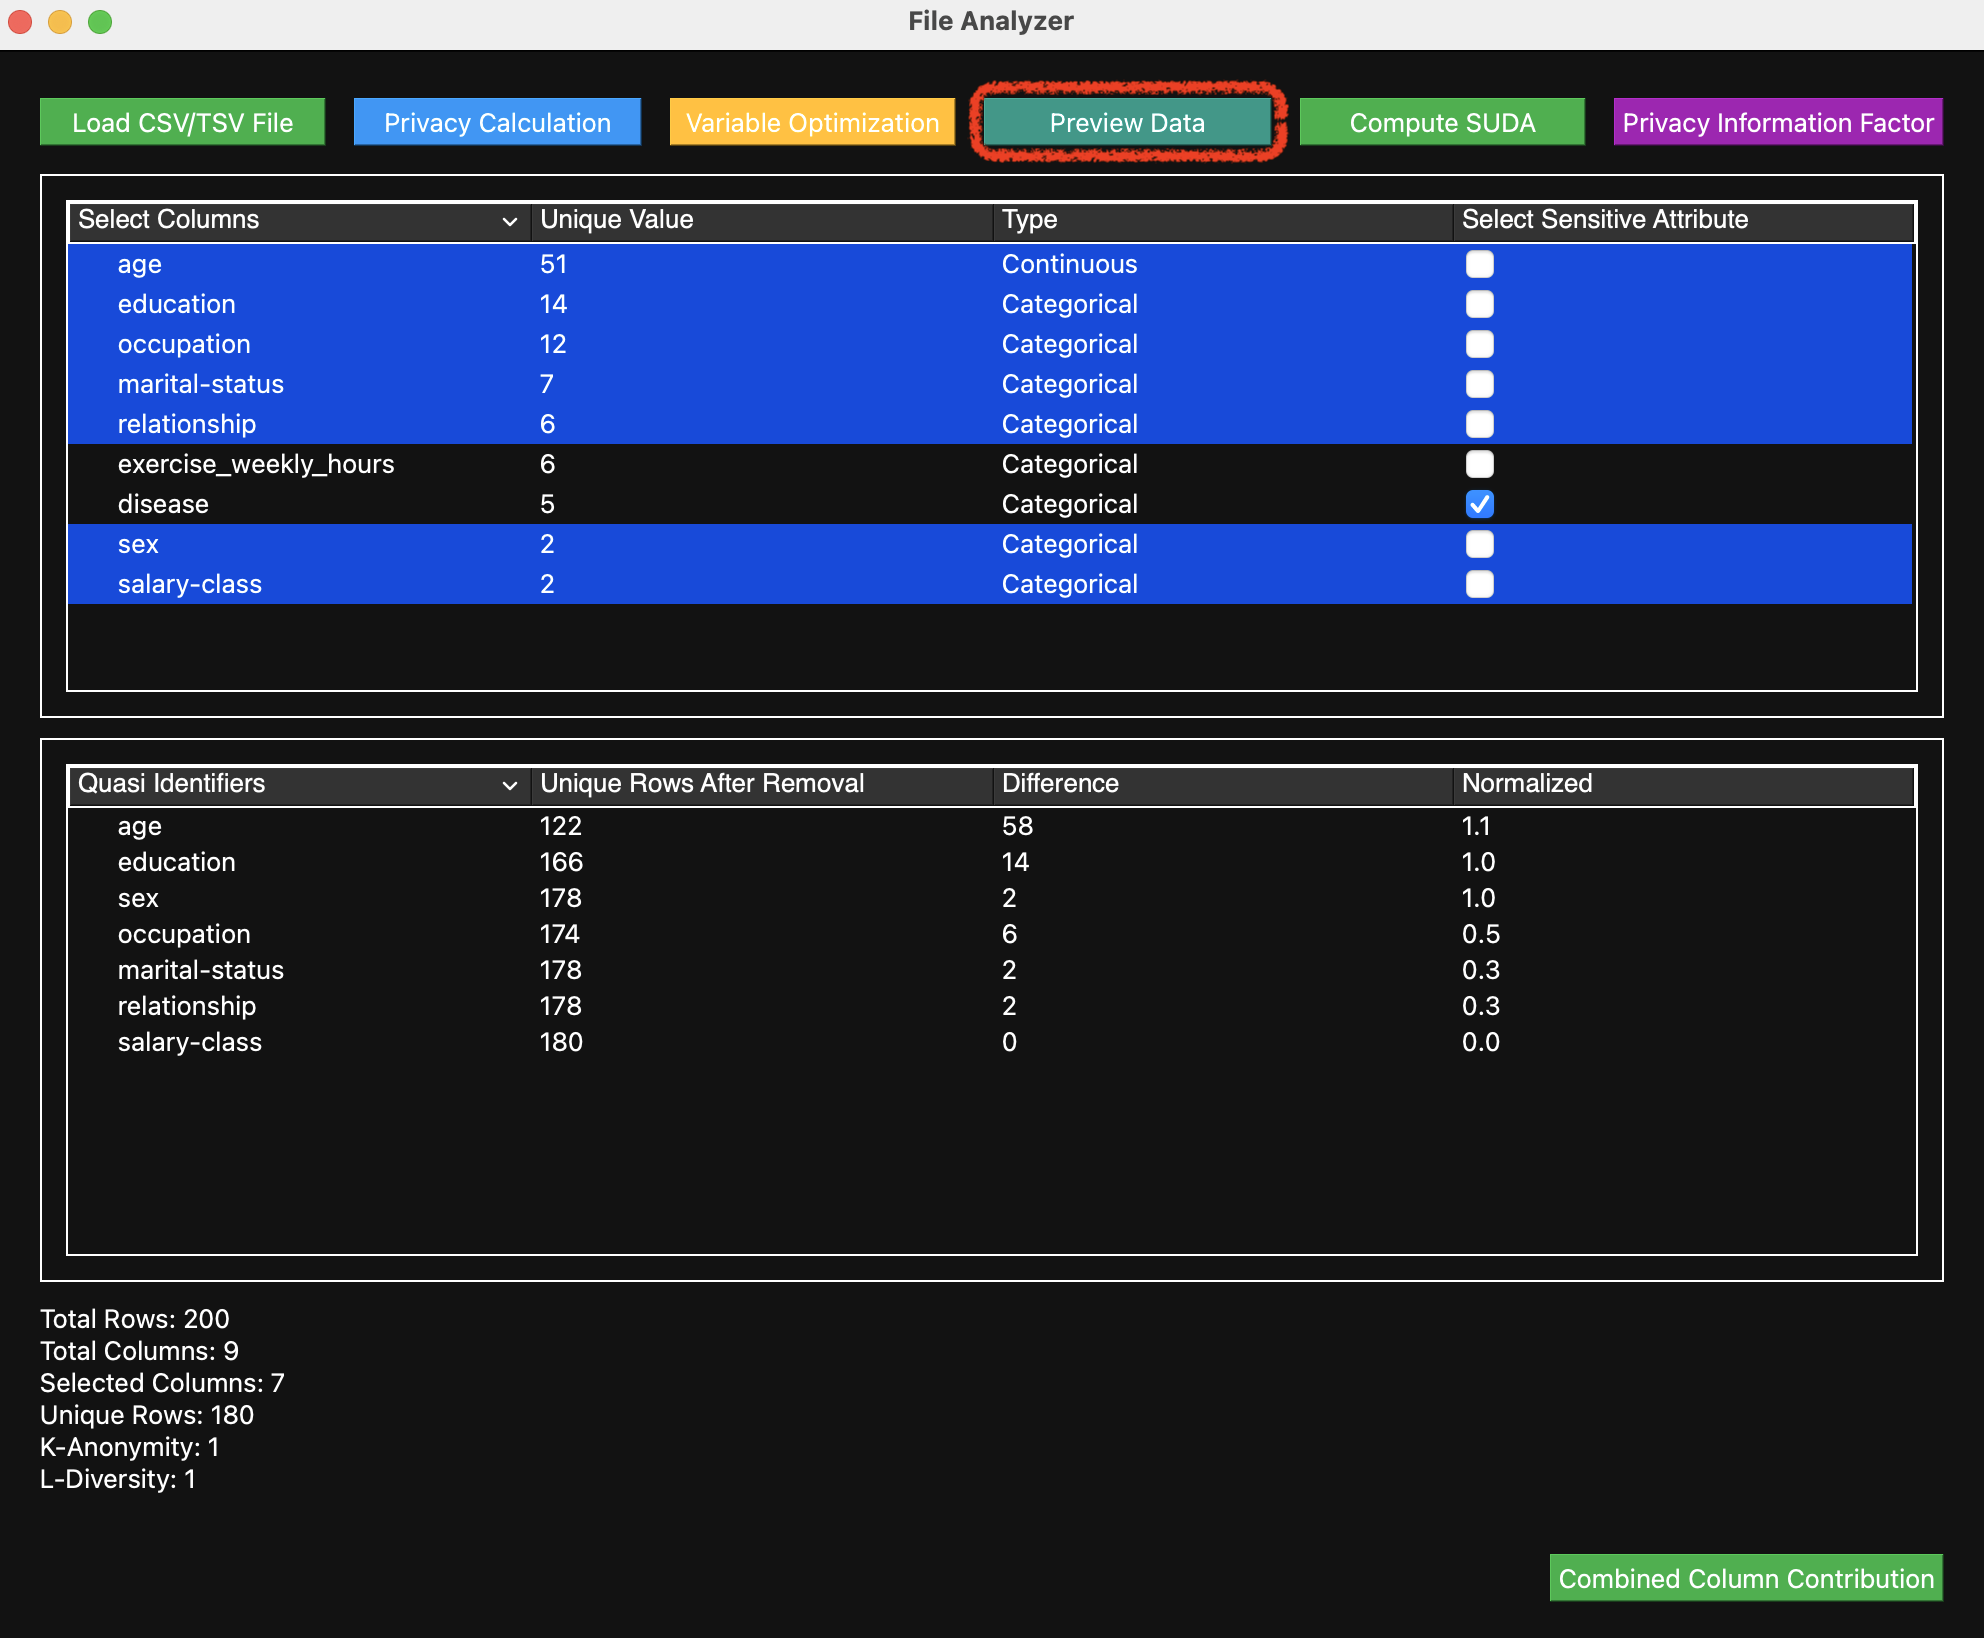 File Analyzer
Load CSV/TSV File Privacy Calculation Variable Optimization Preview Data Compute SUDA Privacy Information Factor
Select Columns Unique Value Type Select Sensitive Attribute
age 51 Continuous
education 14 Categorical
occupation 12 Categorical
marital-status 7 Categorical
relationship 6 Categorical
exercise_weekly_hours 6 Categorical
disease 5 Categorical
sex 2 Categorical
salary-class 2 Categorical
Quasi Identifiers Unique Rows After Removal Difference Normalized
age 122 58 1.1
education 166 14 1.0
sex 178 2 1.0
occupation 174 6 0.5
marital-status 178 2 0.3
relationship 178 2 0.3
salary-class 180 0 0.0
Total Rows: 200
Total Columns: 9
Selected Columns: 7
Unique Rows: 180
K-Anonymity: 1
L-Diversity: 1
Combined Column Contribution